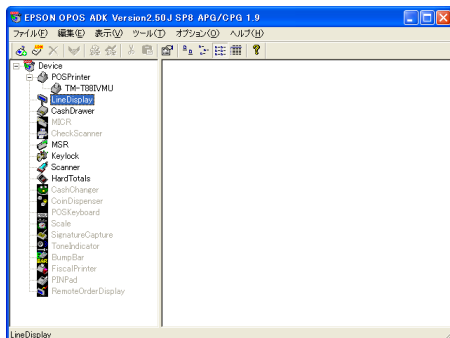 EPSON OPOS ADK Version2.50J SP8 APG/CPG 1.9
ファイル(F) 編集(E) 表示(V) ツール(T) オプション(O) ヘルプ(H)
Device
POSPrinter
TM-T88IVMU
LineDisplay
CashDrawer
MICR
CheckScanner
MSR
Keylock
Scanner
HardTotals
CashChanger
CoinDispenser
POSKeyboard
Scale
SignatureCapture
ToneIndicator
BumpBar
FiscalPrinter
PINPad
RemoteOrderDisplay
LineDisplay